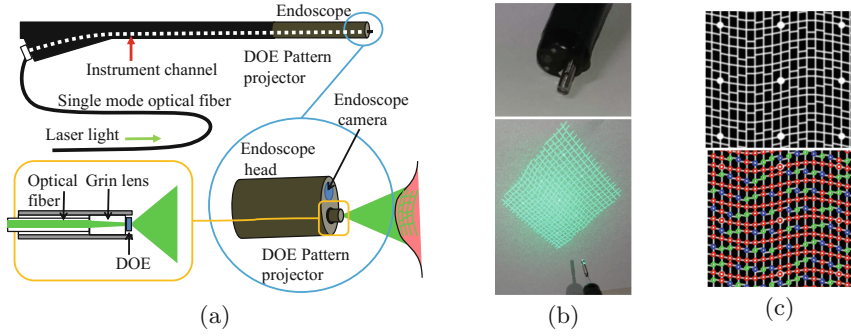 Endoscope
Instrument channel
DOE Pattern
projector
Single mode optical fiber
Laser light
Endoscope
camera
Endoscope
head
Optical
fiber
Grin lens
DOE
DOE Pattern
projector
(a)
(b)
(c)